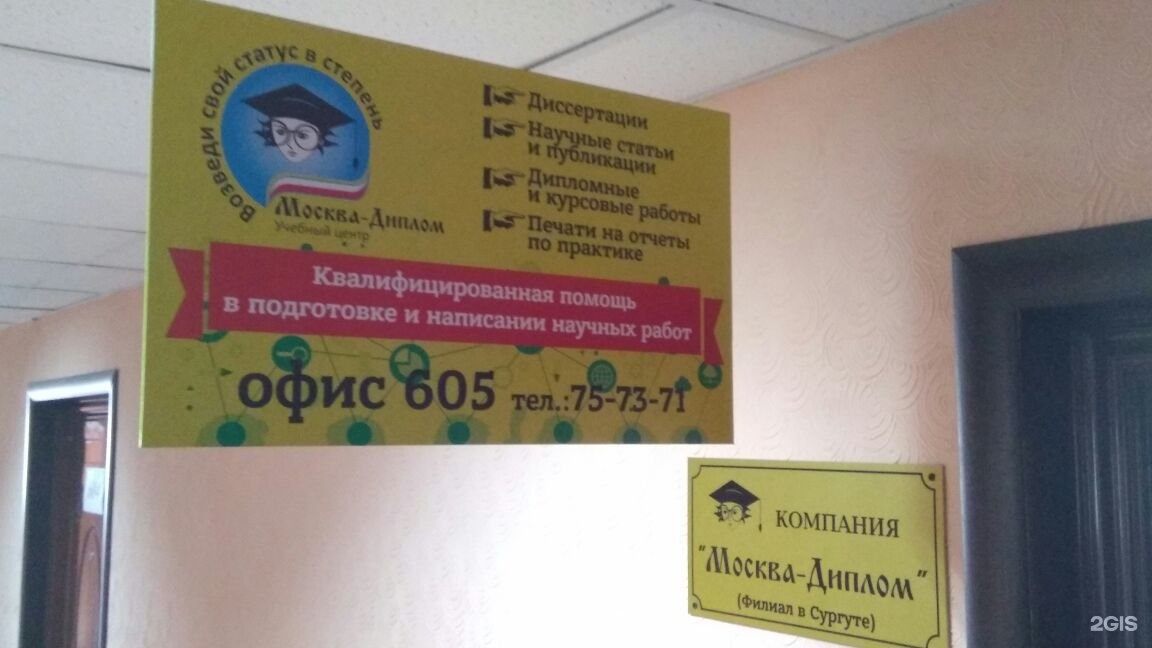 Возведи свой статус в степень
Москва-Диплом
Учебный центр
Диссертации
Научные статьи
и публикации
Дипломные
и курсовые работы
Печати на отчеты
по практике
Квалифицированная помощь
в подготовке и написании научных работ
офис 605 тел.:75-73-71
КОМПАНИЯ
"Москва-Диплом"
(Филиал в Сургуте)
2GIS